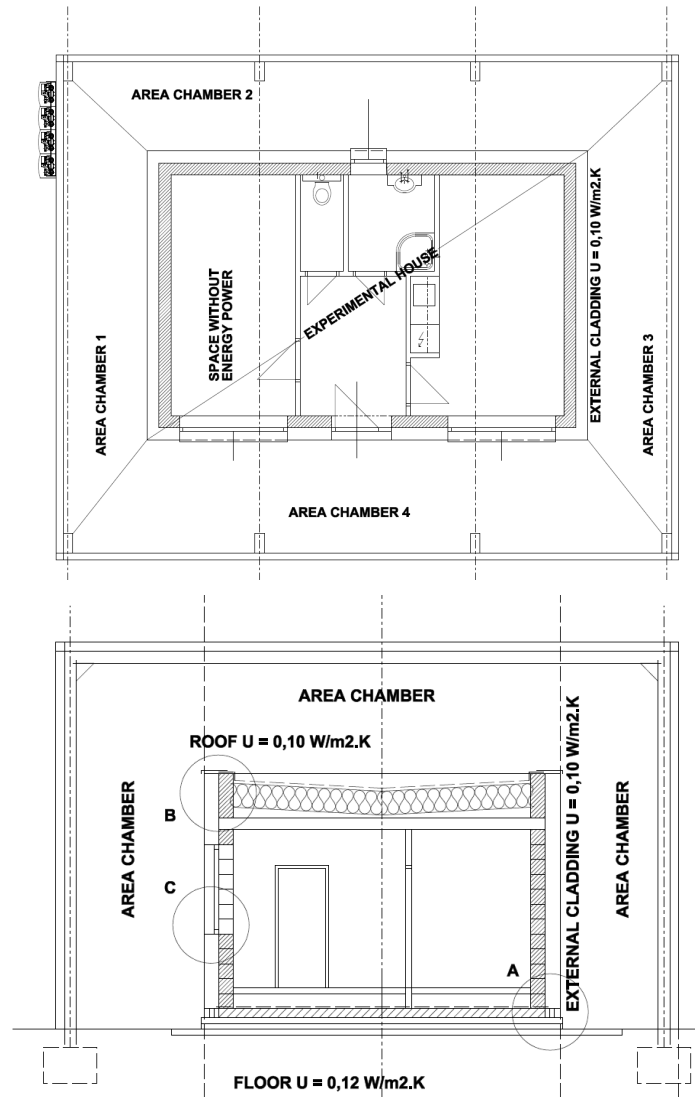 AREA CHAMBER 2
EXTERNAL CLADDING U = 0,10 W/m2.K
EXPERIMENTAL HOUSE
SPACE WITHOUT
ENERGY POWER
AREA CHAMBER 1
AREA CHAMBER 3
AREA CHAMBER 4
AREA CHAMBER
ROOF U = 0,10 W/m2.K
EXTERNAL CLADDING U = 0,10 W/m2.K
AREA CHAMBER
AREA CHAMBER
B
C
A
FLOOR U = 0,12 W/m2.K